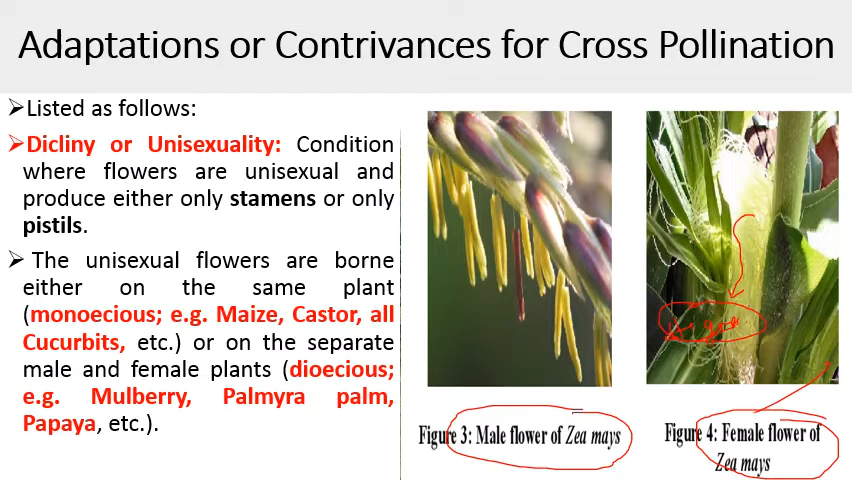 Adaptations or Contrivances for Cross Pollination
➢Listed as follows:
➢Dicliny or Unisexuality: Condition
where flowers are unisexual and
produce either only stamens or only
pistils.
➢ The unisexual flowers are borne
either on the same plant
(monoecious; e.g. Maize, Castor, all
Cucurbits, etc.) or on the separate
male and female plants (dioecious;
e.g. Mulberry, Palmyra palm,
Papaya, etc.).
Figure 3: Male flower of Zea mays
Figure 4: Female flower of
Zea mays